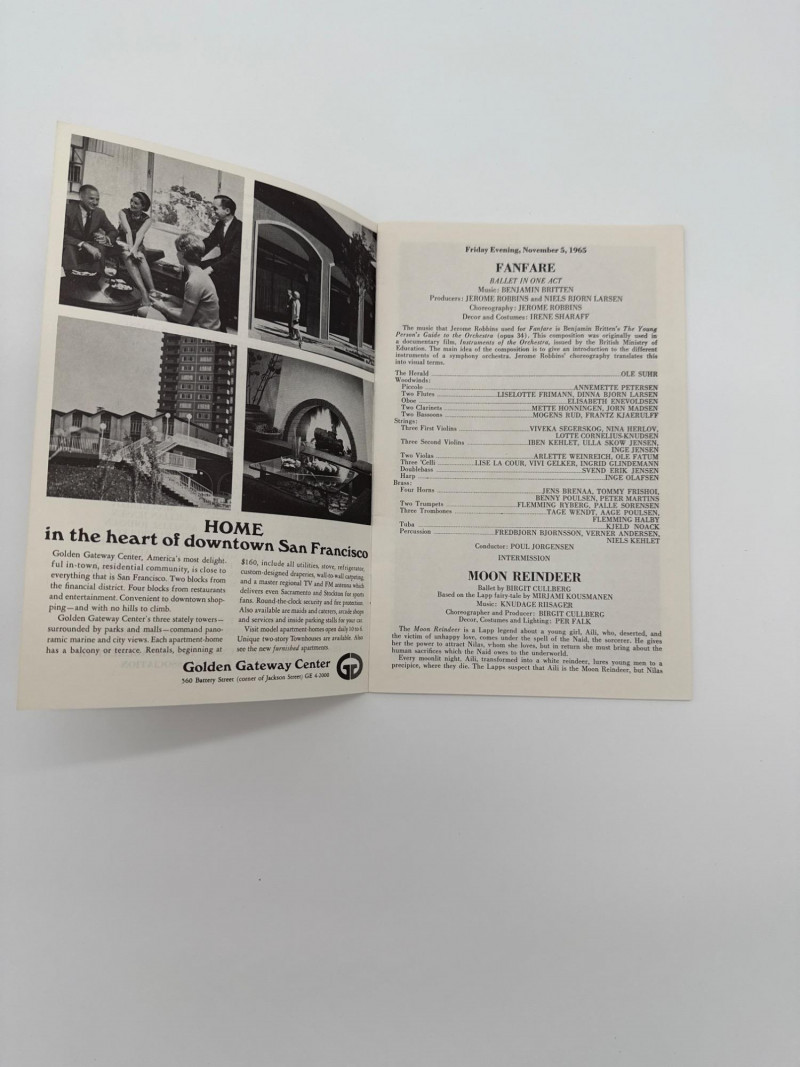 HOME
in the heart of downtown San Francisco
Golden Gateway Center, America's most delight-
ful in-town, residential community, is close to
everything that is San Francisco. Two blocks from
the financial district. Four blocks from restaurants
and entertainment. Convenient to downtown shop-
ping—and with no hills to climb.
Golden Gateway Center's three stately towers—
surrounded by parks and malls—command pano-
ramic marine and city views. Each apartment-home
has a balcony or terrace. Rentals, beginning at
$160, include all utilities, stove, refrigerator,
custom-designed draperies, wall-to-wall carpeting,
and a master regional TV and FM antenna which
delivers even Sacramento and Stockton for sports
fans. Round-the-clock security and fire protection.
Also available are maids and caterers, arcade shops
and services and inside parking stalls for your car.
Visit model apartment-homes open daily 10 to 6.
Unique two-story Townhouses are available. Also
see the new furnished apartments.
Golden Gateway Center
560 Battery Street (corner of Jackson Street) GE 4-2000
Friday Evening, November 5, 1965
FANFARE
BALLET IN ONE ACT
Music: BENJAMIN BRITTEN
Producers: JEROME ROBBINS and NIELS BJORN LARSEN
Choreography: JEROME ROBBINS
Decor and Costumes: IRENE SHARAFF
The music that Jerome Robbins used for Fanfare is Benjamin Britten's The Young
Person's Guide to the Orchestra (opus 34). This composition was originally used in
a documentary film, Instruments of the Orchestra, issued by the British Ministry of
Education. The main idea of the composition is to give an introduction to the different
instruments of a symphony orchestra. Jerome Robbins' choreography translates this
into visual terms.
The Herald OLE SUHR
Woodwinds:
Piccolo ANNEMETTE PETERSEN
Two Flutes LISELOTTE FRIMANN, DINNA BJORN LARSEN
Oboe ELISABETH ENEVOLDSEN
Two Clarinets METTE HONNINGEN, JORN MADSEN
Two Bassoons MOGENS RUD, FRANTZ KJAERULFF
Strings:
Three First Violins VIVEKA SEGERSKOG, NINA HERLOV,
LOTTE CORNELIUS-KNUDSEN
Three Second Violins IBEN KEHLET, ULLA SKOW JENSEN,
INGE JENSEN
Two Violas ARLETTE WEINREICH, OLE FATUM
Three 'Celli LISE LA COUR, VIVI GELKER, INGRID GLINDEMANN
Doublebass SVEND ERIK JENSEN
Harp INGE OLAFSEN
Brass:
Four Horns JENS BRENAA, TOMMY FRISHOI,
BENNY POULSEN, PETER MARTINS
Two Trumpets FLEMMING RYBERG, PALLE SORENSEN
Three Trombones TAGE WENDT, AAGE POULSEN,
FLEMMING HALBY
Tuba KJELD NOACK
Percussion FREDBJORN BJORNSSON, VERNER ANDERSEN,
NIELS KEHLET
Conductor: POUL JORGENSEN
INTERMISSION
MOON REINDEER
Ballet by BIRGIT CULLBERG
Based on the Lapp fairy-tale by MIRJAMI KOUSMANEN
Music: KNUDAGE RIISAGER
Choreographer and Producer: BIRGIT CULLBERG
Decor, Costumes and Lighting: PER FALK
The Moon Reindeer is a Lapp legend about a young girl, Aili, who, deserted, and
the victim of unhappy love, comes under the spell of the Naid, the sorcerer. He gives
her the power to attract Nilas, whom she loves, but in return she must bring about the
human sacrifices which the Naid owes to the underworld.
Every moonlit night, Aili, transformed into a white reindeer, lures young men to a
precipice, where they die. The Lapps suspect that Aili is the Moon Reindeer, but Nilas